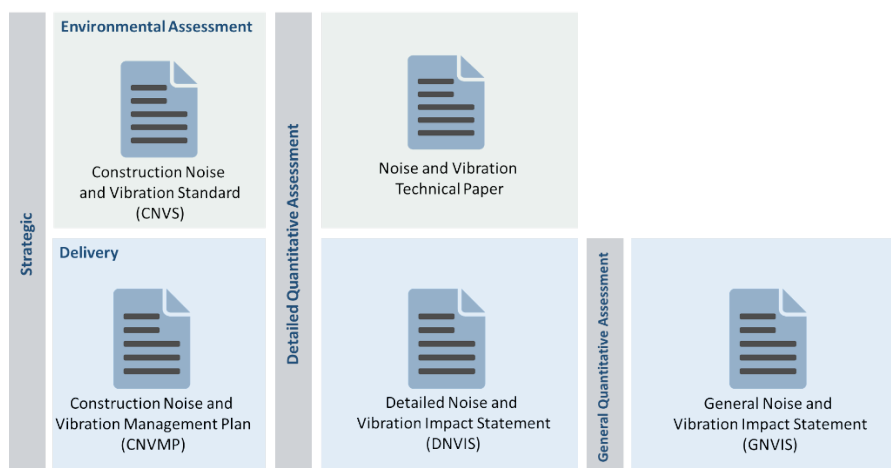 Strategic
Environmental Assessment
Construction Noise
and Vibration Standard
(CNVS)
Detailed Quantitative Assessment
Noise and Vibration
Technical Paper
Delivery
Construction Noise and
Vibration Management Plan
(CNVMP)
Detailed Noise and
Vibration Impact Statement
(DNVIS)
General Quantitative Assessment
General Noise and
Vibration Impact Statement
(GNVIS)